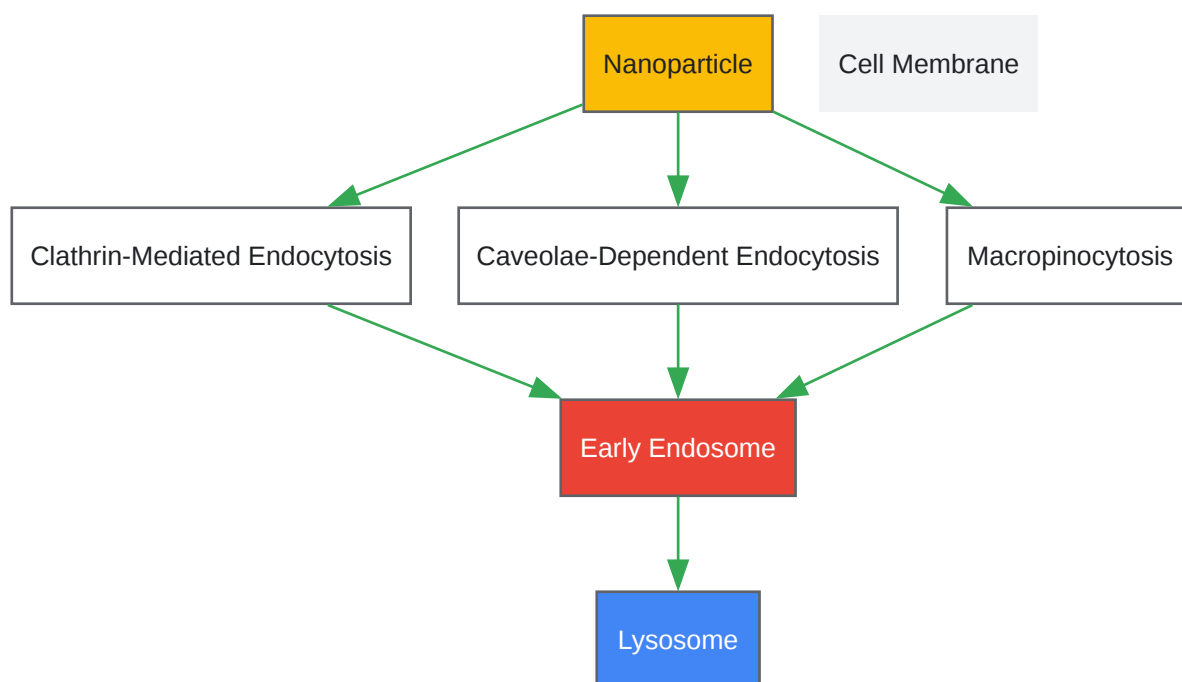 Nanoparticle
Cell Membrane
Clathrin-Mediated Endocytosis
Caveolae-Dependent Endocytosis
Macropinocytosis
Early Endosome
Lysosome